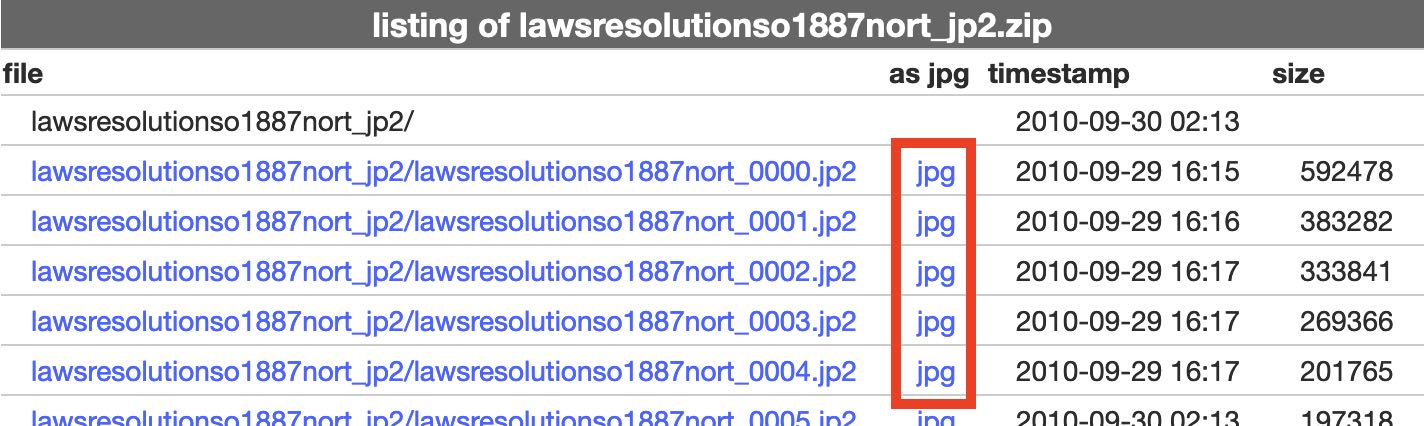 listing of lawsresolutionso1887nort_jp2.zip
file as jpg timestamp size
lawsresolutionso1887nort_jp2/ 2010-09-30 02:13
lawsresolutionso1887nort_jp2/lawsresolutionso1887nort_0000.jp2 jpg 2010-09-29 16:15 592478
lawsresolutionso1887nort_jp2/lawsresolutionso1887nort_0001.jp2 jpg 2010-09-29 16:16 383282
lawsresolutionso1887nort_jp2/lawsresolutionso1887nort_0002.jp2 jpg 2010-09-29 16:17 333841
lawsresolutionso1887nort_jp2/lawsresolutionso1887nort_0003.jp2 jpg 2010-09-29 16:17 269366
lawsresolutionso1887nort_jp2/lawsresolutionso1887nort_0004.jp2 jpg 2010-09-29 16:17 201765
lawsresolutionso1887nort_jp2/lawsresolutionso1887nort_0005.jp2 jpg 2010-09-30 02:13 197318